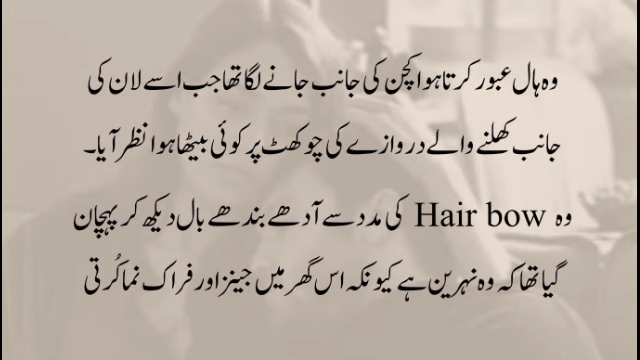 وہ ہال عبور کرتا ہوا کچن کی جانب جانے لگا تھا جب اسے لان کی
جانب کھلنے والے دروازے کی چوکھٹ پر کوئی بیٹھا ہوا نظر آیا۔
وہ Hair bow کی مدد سے آدھے بندھے بال دیکھ کر پہچان
گیا تھا کہ وہ نہرین ہے کیونکہ اس گھر میں جینز اور فراک نما کُرتی